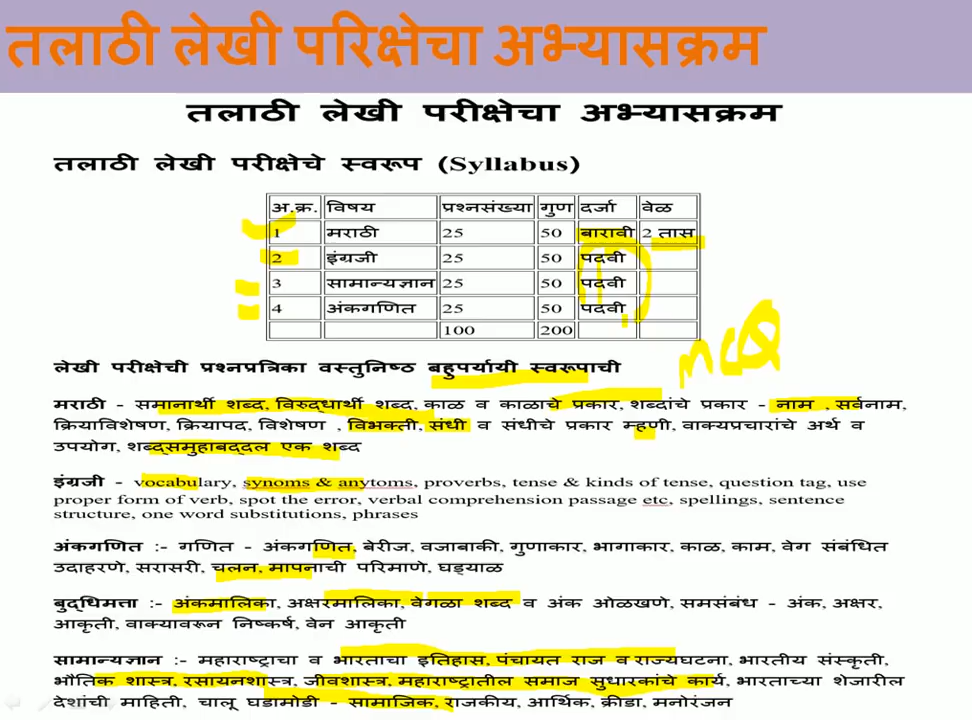 तलाठी लेखी परिक्षेचा अभ्यासक्रम
तलाठी लेखी परीक्षेचा अभ्यासक्रम
तलाठी लेखी परीक्षेचे स्वरूप (Syllabus)
अ.क्र. विषय प्रश्नसंख्या गुण दर्जा वेळ
1 मराठी 25 50 बारावी 2 तास
2 इंग्रजी 25 50 पदवी
3 सामान्यज्ञान 25 50 पदवी
4 अंकगणित 25 50 पदवी
100 200
MCQ
लेखी परीक्षेची प्रश्नप्रत्रिका वस्तुनिष्ठ बहुपर्यायी स्वरूपाची
मराठी - समानार्थी शब्द, विरुद्धार्थी शब्द, काळ व काळाचे प्रकार, शब्दांचे प्रकार - नाम , सर्वनाम,
क्रियाविशेषण, क्रियापद, विशेषण , विभक्ती, संधी व संधीचे प्रकार म्हणी, वाक्यप्रचारांचे अर्थ व
उपयोग, शब्दसमुहाबद्दल एक शब्द
इंग्रजी - vocabulary, synoms & anytoms, proverbs, tense & kinds of tense, question tag, use
proper form of verb, spot the error, verbal comprehension passage etc, spellings, sentence
structure, one word substitutions, phrases
अंकगणित :- गणित - अंकगणित, बेरीज, वजाबाकी, गुणाकार, भागाकार, काळ, काम, वेग संबंधित
उदाहरणे, सरासरी, चलन, मापनाची परिमाणे, घड्याळ
बुद्धिमत्ता :- अंकमालिका, अक्षरमालिका, वेगळा शब्द व अंक ओळखणे, समसंबंध - अंक, अक्षर,
आकृती, वाक्यावरून निष्कर्ष, वेन आकृती
सामान्यज्ञान :- महाराष्ट्राचा व भारताचा इतिहास, पंचायत राज व राज्यघटना, भारतीय संस्कृती,
भौतिक शास्त्र, रसायनशास्त्र, जीवशास्त्र, महाराष्ट्रातील समाज सुधारकांचे कार्य, भारताच्या शेजारील
देशांची माहिती, चालू घडामोडी - सामाजिक, राजकीय, आर्थिक, क्रीडा, मनोरंजन